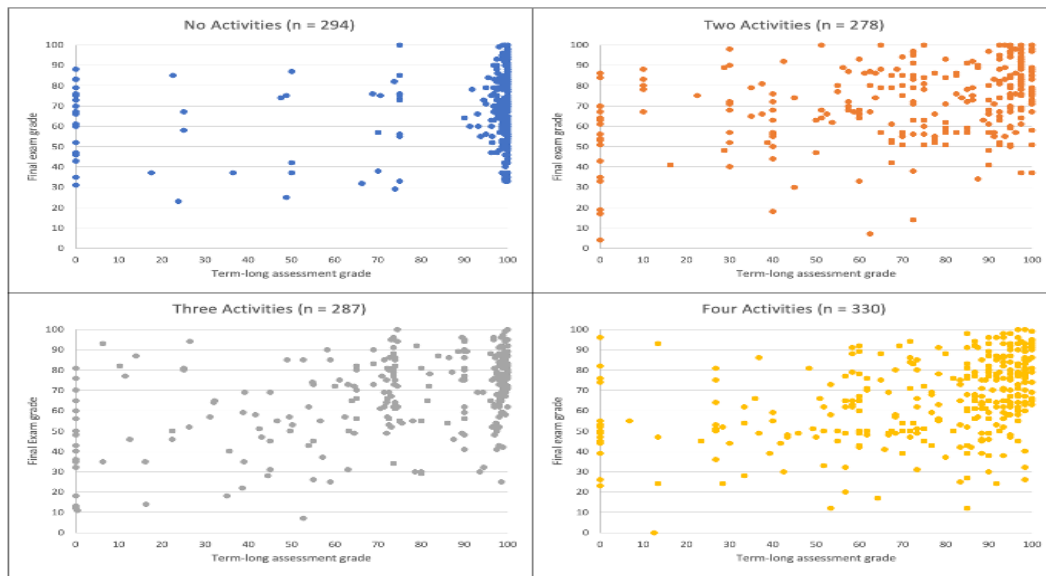 No Activities (n = 294)
Final exam grade
100
90
80
70
60
50
40
30
20
10
0
0 10 20 30 40 50 60 70 80 90 100
Term-long assessment grade
Two Activities (n = 278)
Final exam grade
100
90
80
70
60
50
40
30
20
10
0
0 10 20 30 40 50 60 70 80 90 100
Term-long assessment grade
Three Activities (n = 287)
Final Exam grade
100
90
80
70
60
50
40
30
20
10
0
0 10 20 30 40 50 60 70 80 90 100
Term-long assessment grade
Four Activities (n = 330)
Final exam grade
100
90
80
70
60
50
40
30
20
10
0
0 10 20 30 40 50 60 70 80 90 100
Term-long assessment grade